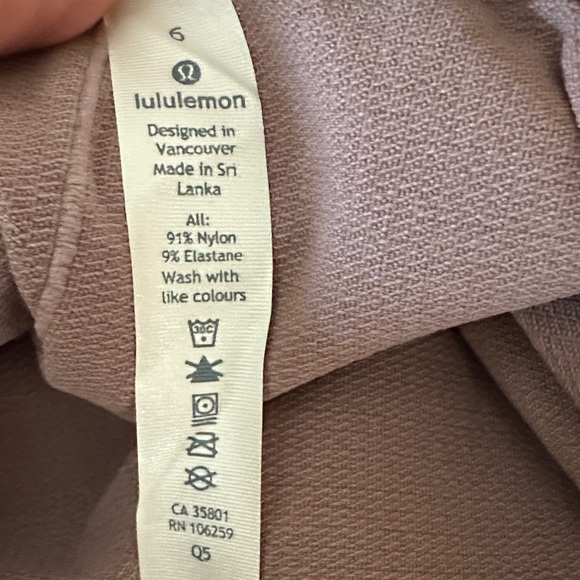 6
lululemon
Designed in
Vancouver
Made in Sri
Lanka
All:
91% Nylon
9% Elastane
Wash with
like colours
30C
CA 35801
RN 106259
Q5